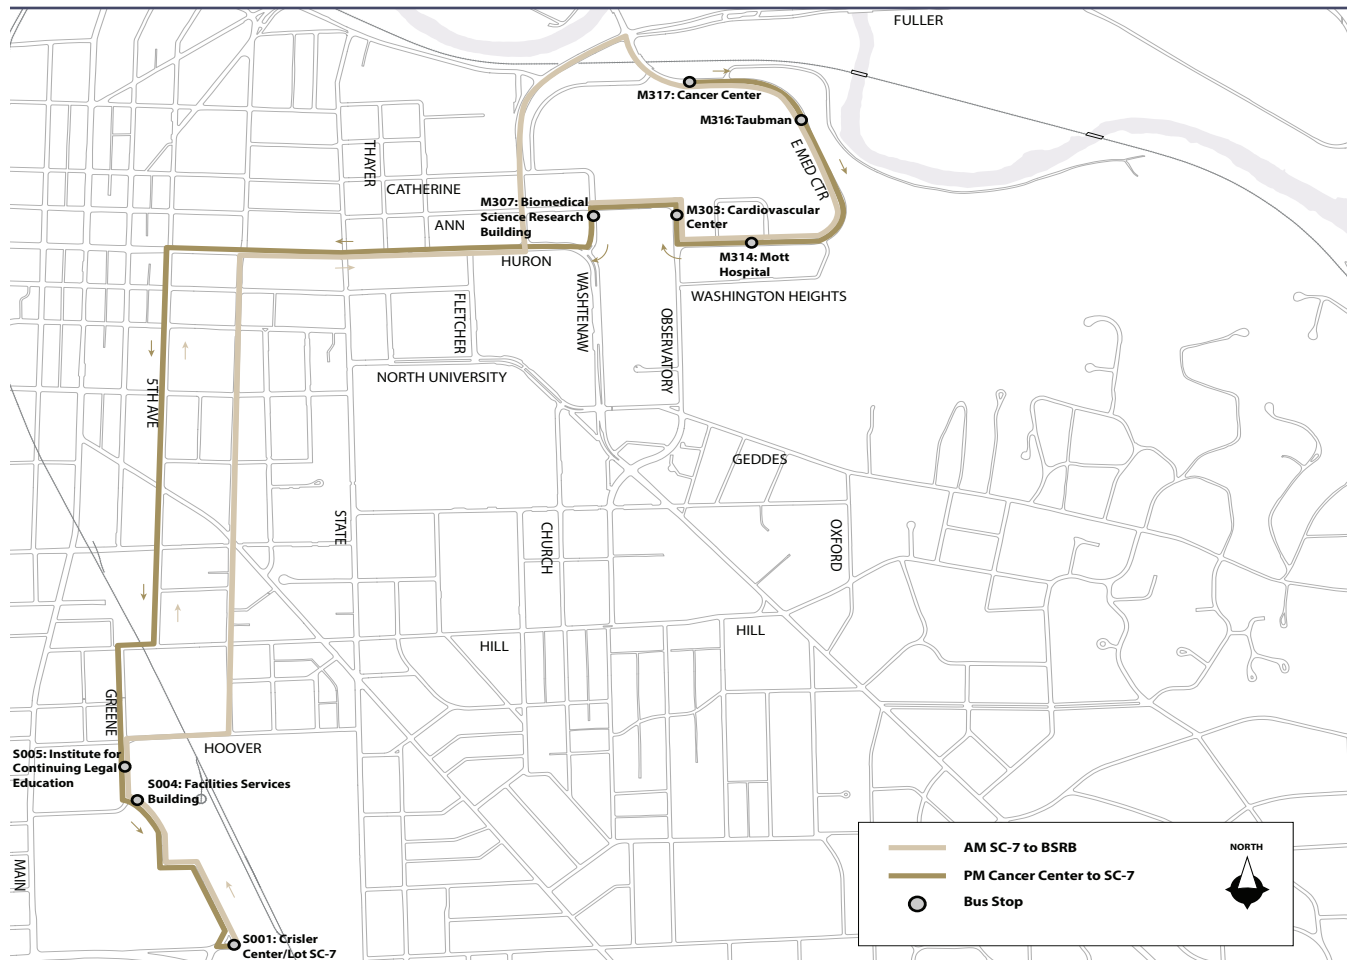 FULLER
M317: Cancer Center
M316: Taubman
E MED CTR
THAYER
CATHERINE
M307: Biomedical
Science Research
Building
M303: Cardiovascular
Center
ANN
HURON
M314: Mott
Hospital
WASHINGTON HEIGHTS
FLETCHER
WASHTENAW
OBSERVATORY
NORTH UNIVERSITY
5TH AVE
GEDDES
STATE
CHURCH
OXFORD
HILL
HILL
GREENE
HOOVER
S005: Institute for
Continuing Legal
Education
S004: Facilities Services
Building
MAIN
S001: Crisler
Center/Lot SC-7
AM SC-7 to BSRB
PM Cancer Center to SC-7
Bus Stop
NORTH